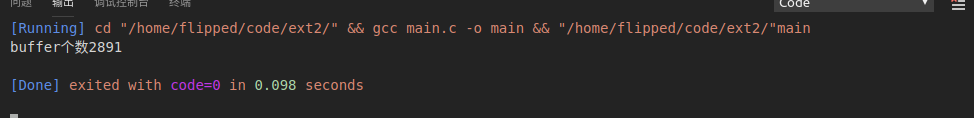 问题 输出 调试控制台 终端 Code
[Running] cd "/home/flipped/code/ext2/" && gcc main.c -o main && "/home/flipped/code/ext2/"main
buffer个数2891
[Done] exited with code=0 in 0.098 seconds